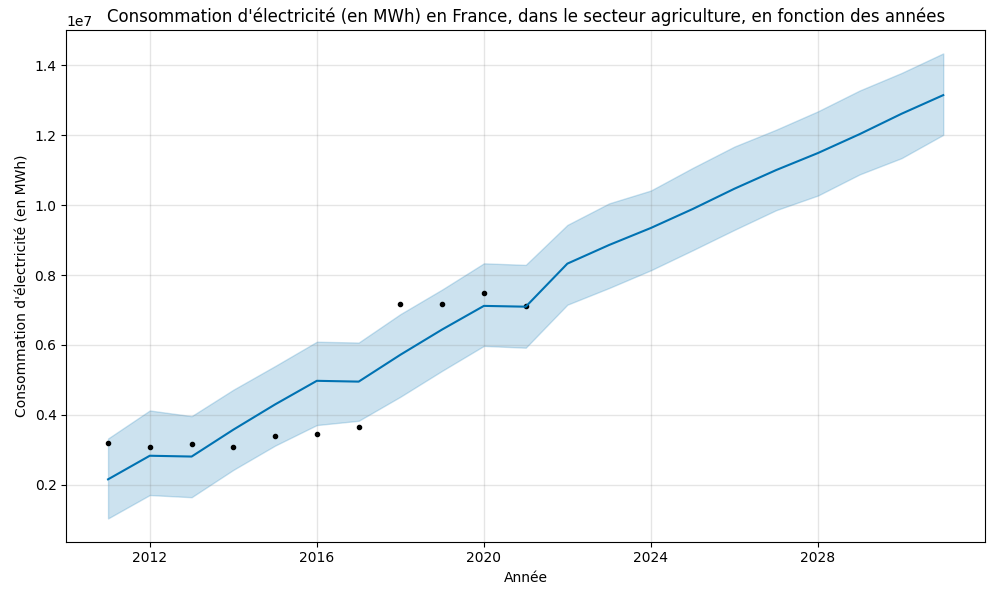 Consommation d'électricité (en MWh) en France, dans le secteur agriculture, en fonction des années
1e7
1.4
1.2
1.0
0.8
0.6
0.4
0.2
Consommation d'électricité (en MWh)
2012 2016 2020 2024 2028
Année